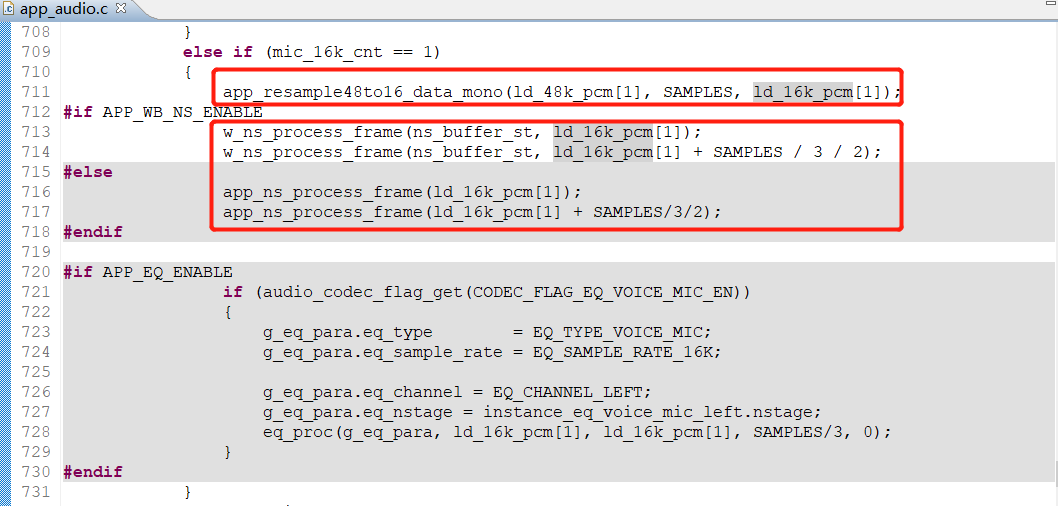 app_audio.c
708 }
709 else if (mic_16k_cnt == 1)
710 {
711 app_resample48to16_data_mono(ld_48k_pcm[1], SAMPLES, ld_16k_pcm[1]);
712 #if APP_WB_NS_ENABLE
713 w_ns_process_frame(ns_buffer_st, ld_16k_pcm[1]);
714 w_ns_process_frame(ns_buffer_st, ld_16k_pcm[1] + SAMPLES / 3 / 2);
715 #else
716 app_ns_process_frame(ld_16k_pcm[1]);
717 app_ns_process_frame(ld_16k_pcm[1] + SAMPLES/3/2);
718 #endif
719
720 #if APP_EQ_ENABLE
721 if (audio_codec_flag_get(CODEC_FLAG_EQ_VOICE_MIC_EN))
722 {
723 g_eq_para.eq_type = EQ_TYPE_VOICE_MIC;
724 g_eq_para.eq_sample_rate = EQ_SAMPLE_RATE_16K;
725
726 g_eq_para.eq_channel = EQ_CHANNEL_LEFT;
727 g_eq_para.eq_nstage = instance_eq_voice_mic_left.nstage;
728 eq_proc(g_eq_para, ld_16k_pcm[1], ld_16k_pcm[1], SAMPLES/3, 0);
729 }
730 #endif
731 }